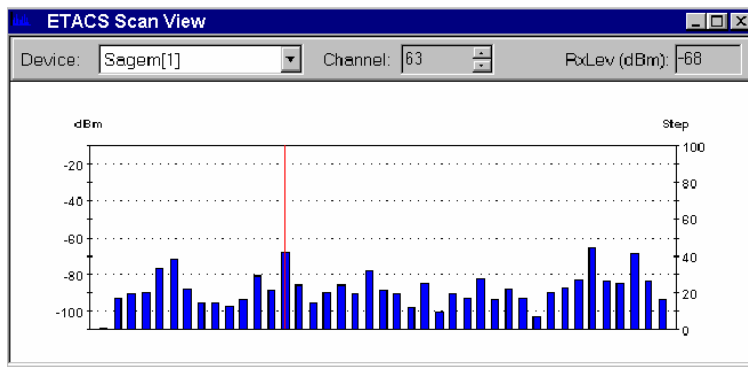 ETACS Scan View
Device: Sagem[1] Channel: 63 RxLev (dBm): -68
dBm Step
-20 100
-40 80
-60 60
-80 40
-100 20
0